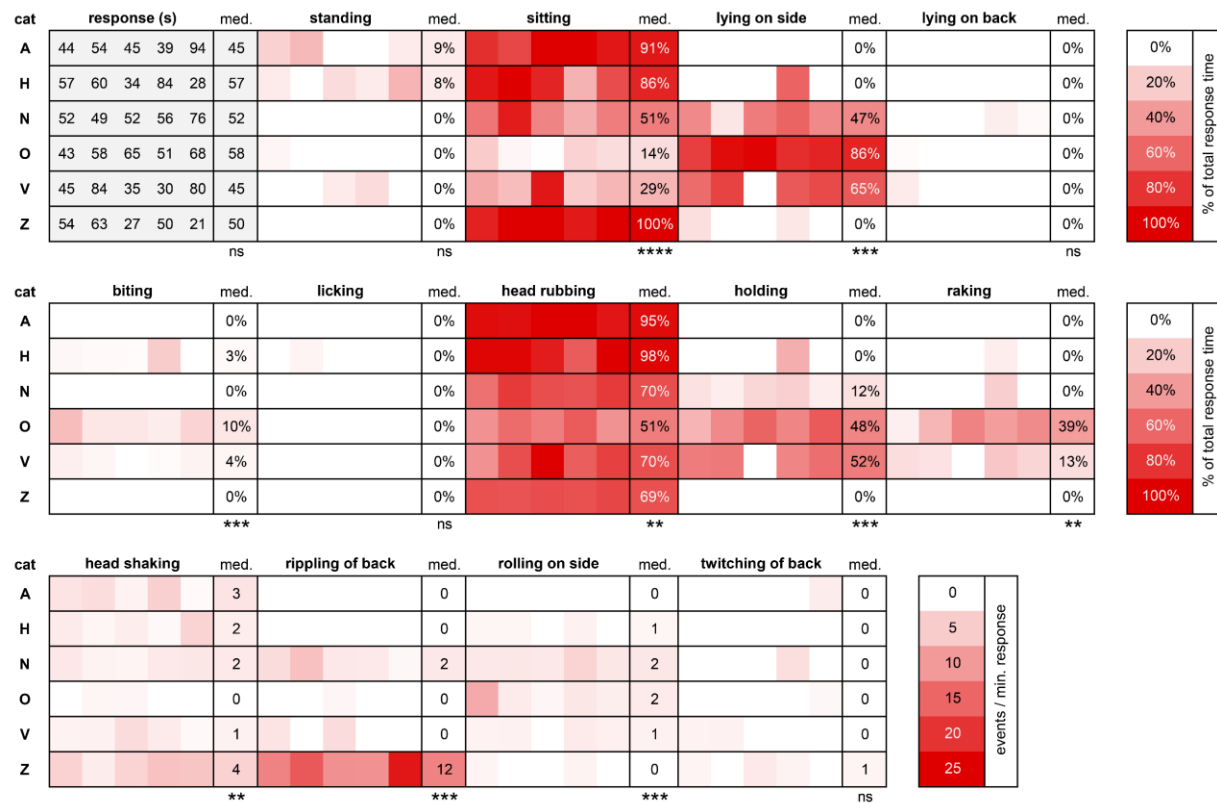 cat response (s) med. standing med. sitting med. lying on side med. lying on back med.
A 44 54 45 39 94 45 9% 91% 0% 0% 0%
H 57 60 34 84 28 57 8% 86% 0% 0% 20%
N 52 49 52 56 76 52 0% 51% 47% 0% 40%
O 43 58 65 51 68 58 0% 14% 86% 0% 60%
V 45 84 35 30 80 45 0% 29% 65% 0% 80%
Z 54 63 27 50 21 50 0% 100% 0% 0% 100%
% of total response time
ns ns **** *** ns
cat biting med. licking med. head rubbing med. holding med. raking med.
A 0% 0% 95% 0% 0% 0%
H 3% 0% 98% 0% 0% 20%
N 0% 0% 70% 12% 0% 40%
O 10% 0% 51% 48% 39% 60%
V 4% 0% 70% 52% 13% 80%
Z 0% 0% 69% 0% 0% 100%
% of total response time
*** ns ** *** **
cat head shaking med. rippling of back med. rolling on side med. twitching of back med.
A 3 0 0 0 0
H 2 0 1 0 5
N 2 2 2 0 10
O 0 0 2 0 15
V 1 0 1 0 20
Z 4 12 0 1 25
events / min. response
** *** *** ns